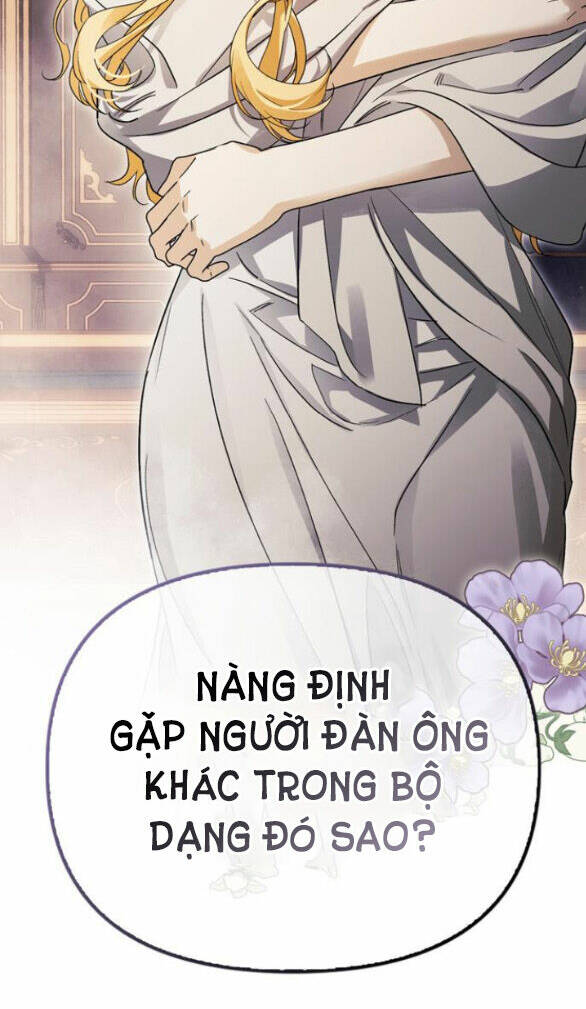 NÀNG ĐỊNH
GẶP NGƯỜI ĐÀN ÔNG
KHÁC TRONG BỘ
DẠNG ĐÓ SAO?